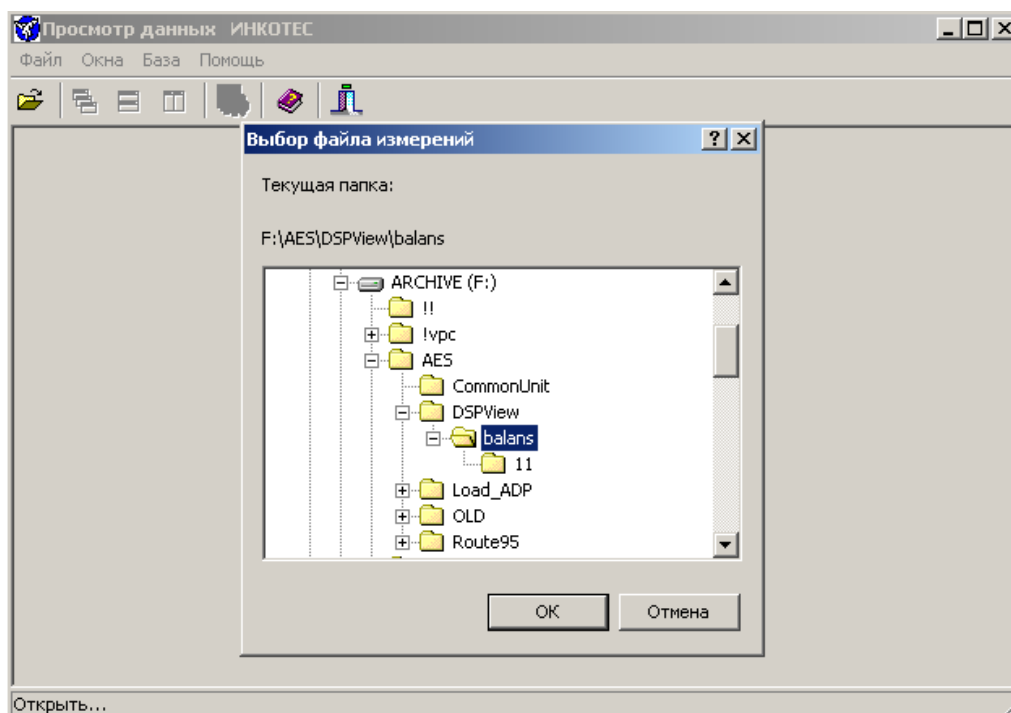 Просмотр данных ИНКОТЕС
Файл Окна База Помощь
Выбор файла измерений
Текущая папка:
F:\AES\DSPView\balans
ARCHIVE (F:)
!!
!vpc
AES
CommonUnit
DSPView
balans
11
Load_ADP
OLD
Route95
OK Отмена
Открыть...